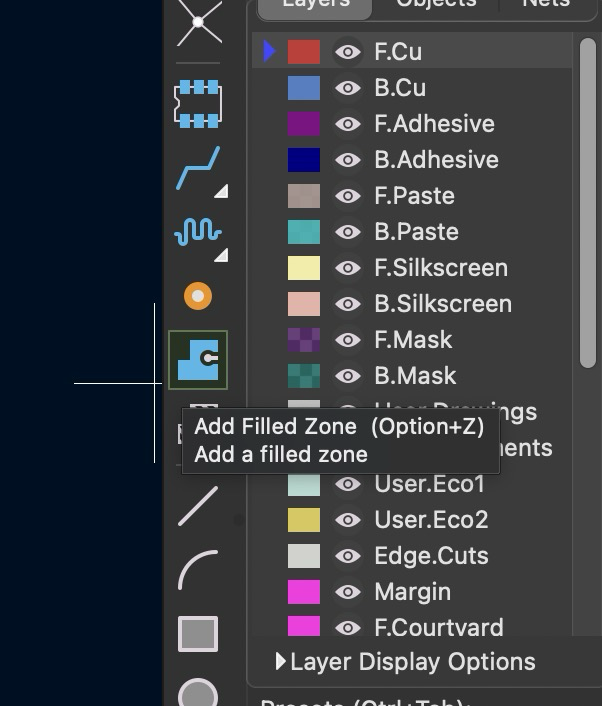 Layers Objects Nets
F.Cu
B.Cu
F.Adhesive
B.Adhesive
F.Paste
B.Paste
F.Silkscreen
B.Silkscreen
F.Mask
B.Mask
User.Drawings
Add Filled Zone (Option+Z)
Add a filled zone
User.Eco1
User.Eco2
Edge.Cuts
Margin
F.Courtyard
Layer Display Options
Presets (Ctrl+Tab):